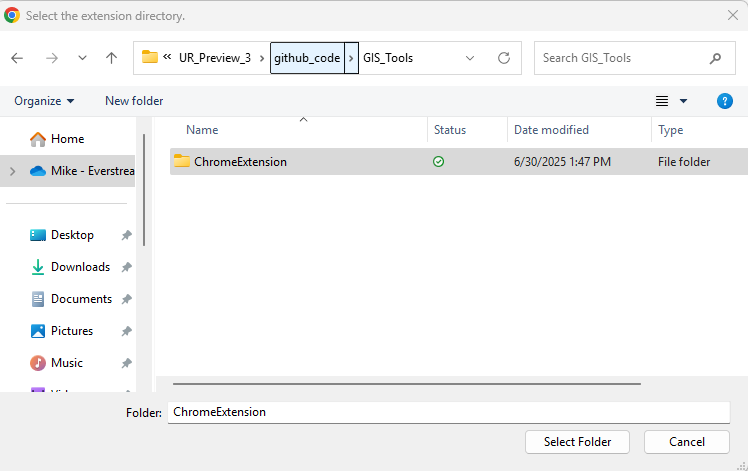 Select the extension directory.
« UR_Preview_3 > github_code > GIS_Tools
Search GIS_Tools
Organize
New folder
?
Name
Status
Date modified
Type
Home
Mike - Everstrea
ChromeExtension
6/30/2025 1:47 PM
File folder
Desktop
Downloads
Documents
Pictures
Music
Folder:
ChromeExtension
Select Folder
Cancel